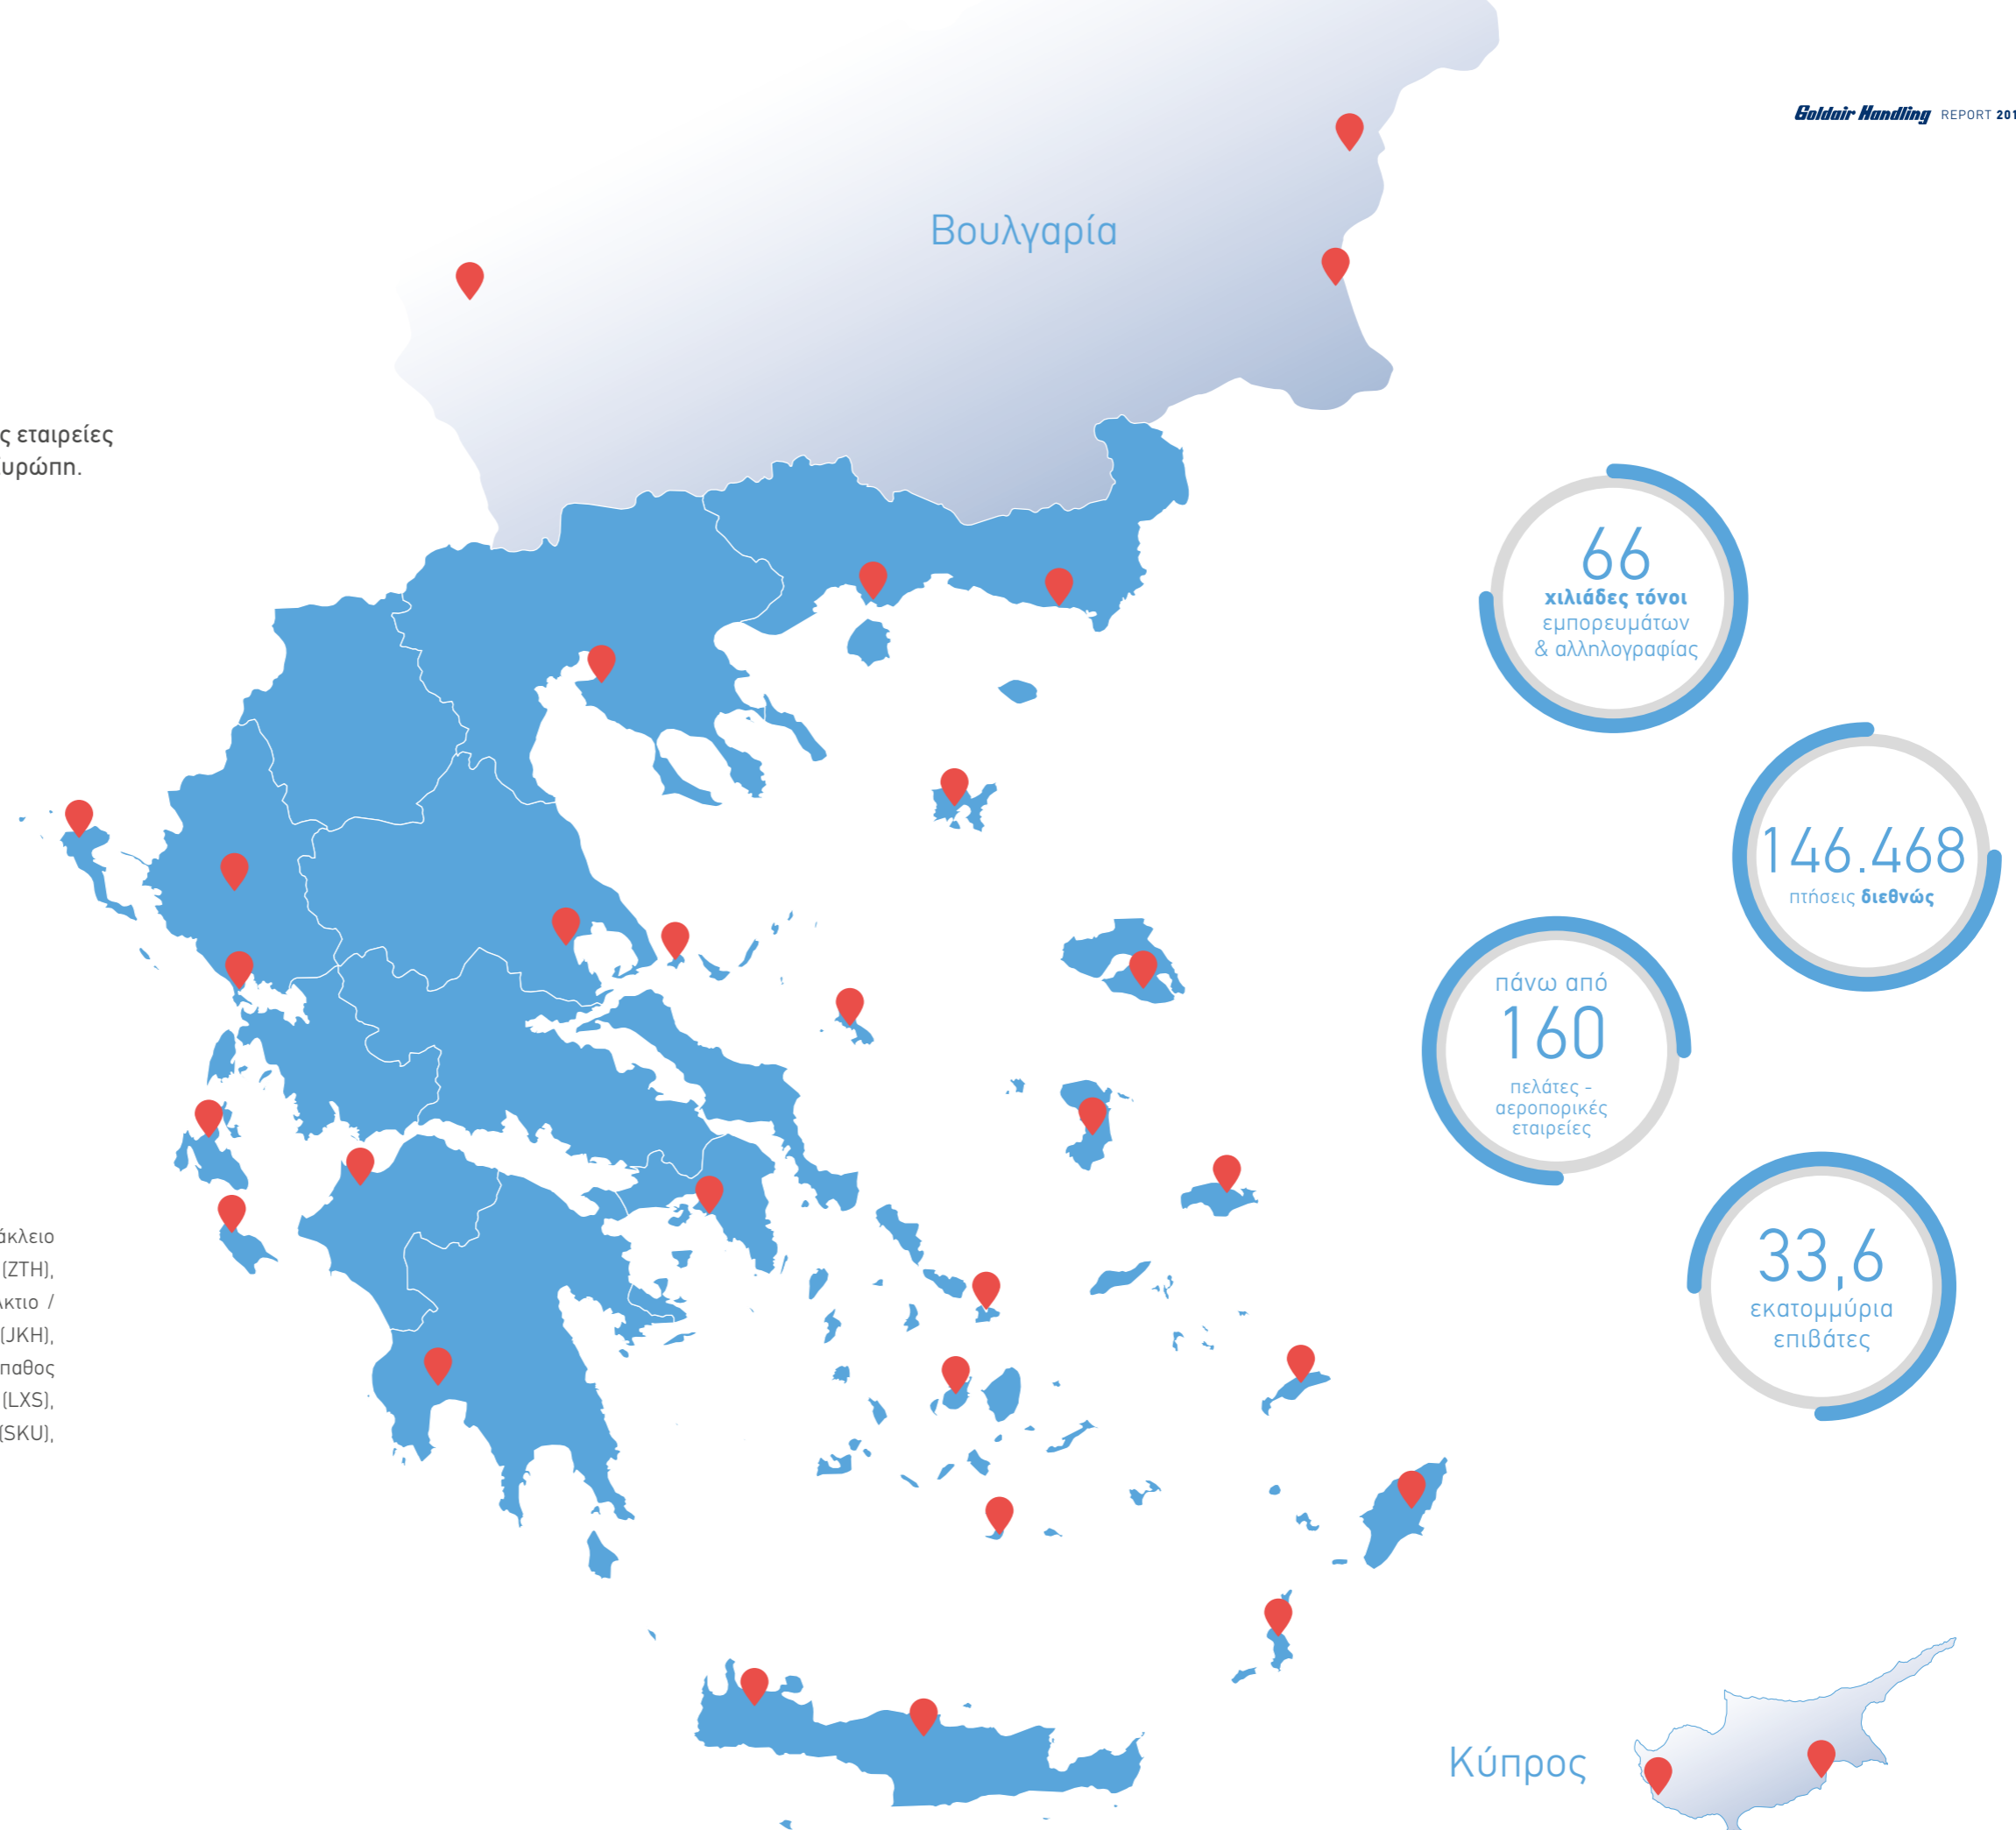 Goldair Handling REPORT 201
Βουλγαρία
ς εταιρείες
υρώπη.
66
χιλιάδες τόνοι
εμπορευμάτων
& αλληλογραφίας
146.468
πτήσεις διεθνώς
πάνω από
160
πελάτες -
αεροπορικές
εταιρείες
33,6
εκατομμύρια
επιβάτες
άκλειο
(ZTH),
κτιο /
(JKH),
παθος
(LXS),
(SKU),
Κύπρος